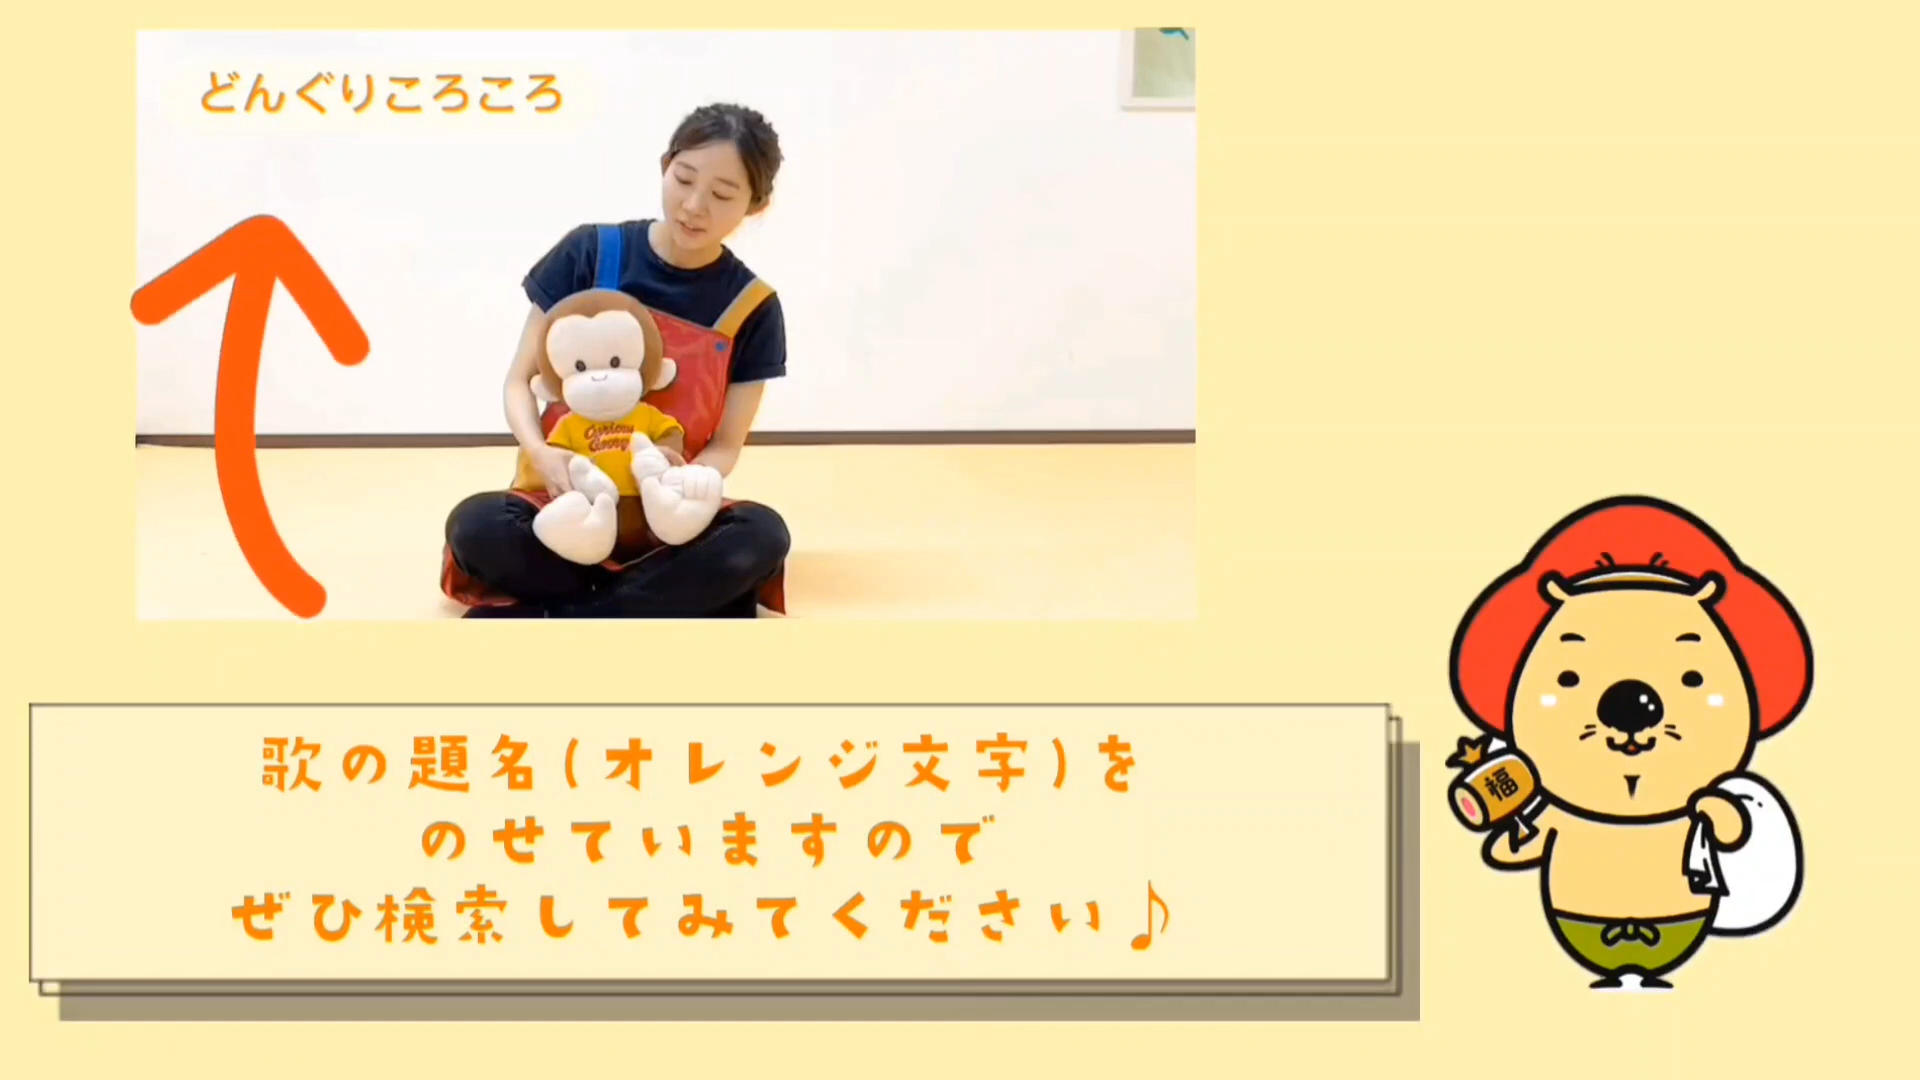 どんぐりころころ
Curious
George
歌の題名(オレンジ文字)を
のせていますので
ぜひ検索してみてください♪
福